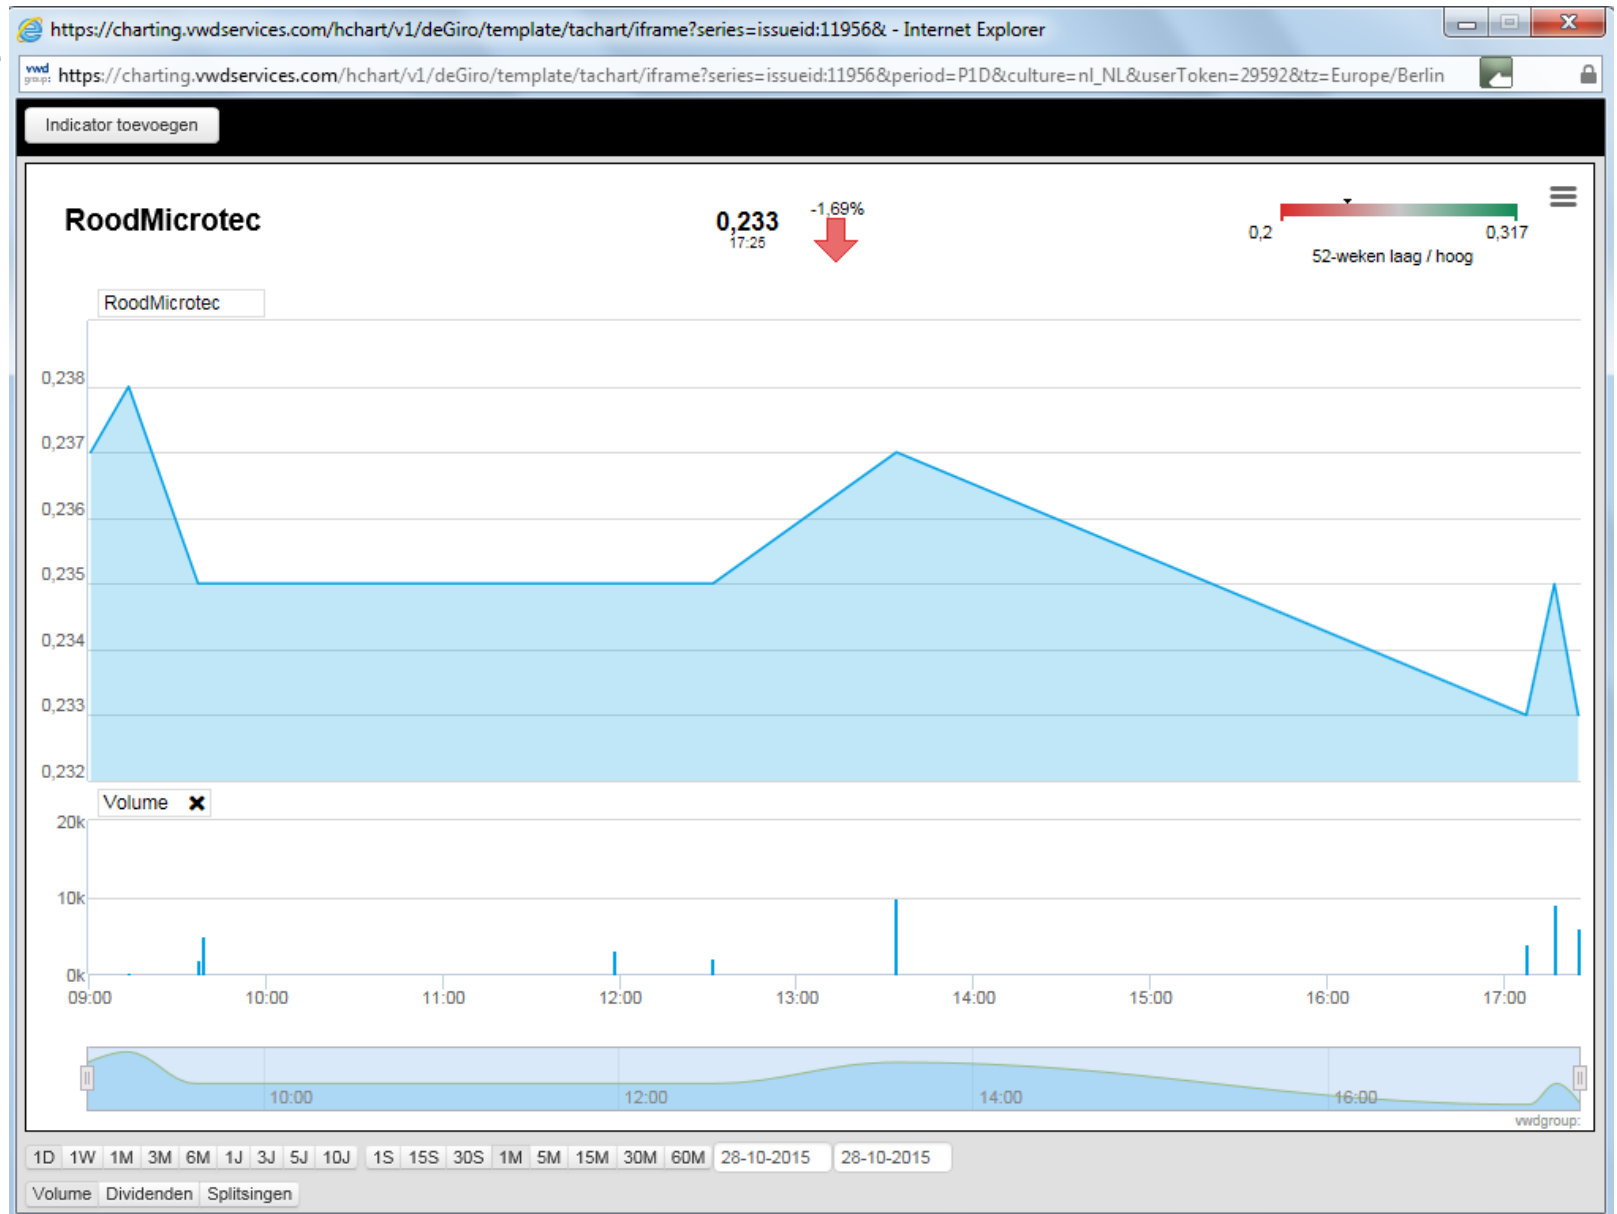 https://charting.vwdservices.com/hchart/v1/deGiro/template/tachart/iframe?series=issueid:11956& - Internet Explorer
vwd group: https://charting.vwdservices.com/hchart/v1/deGiro/template/tachart/iframe?series=issueid:11956&period=P1D&culture=nl_NL&userToken=29592&tz=Europe/Berlin
Indicator toevoegen
RoodMicrotec
0,233
17:25
-1,69%
0,2 0,317
52-weken laag / hoog
RoodMicrotec
0,238
0,237
0,236
0,235
0,234
0,233
0,232
Volume
20k
10k
0k
09:00 10:00 11:00 12:00 13:00 14:00 15:00 16:00 17:00
10:00 12:00 14:00 16:00
vwdgroup:
1D 1W 1M 3M 6M 1J 3J 5J 10J 1S 15S 30S 1M 5M 15M 30M 60M 28-10-2015 28-10-2015
Volume Dividenden Splitsingen